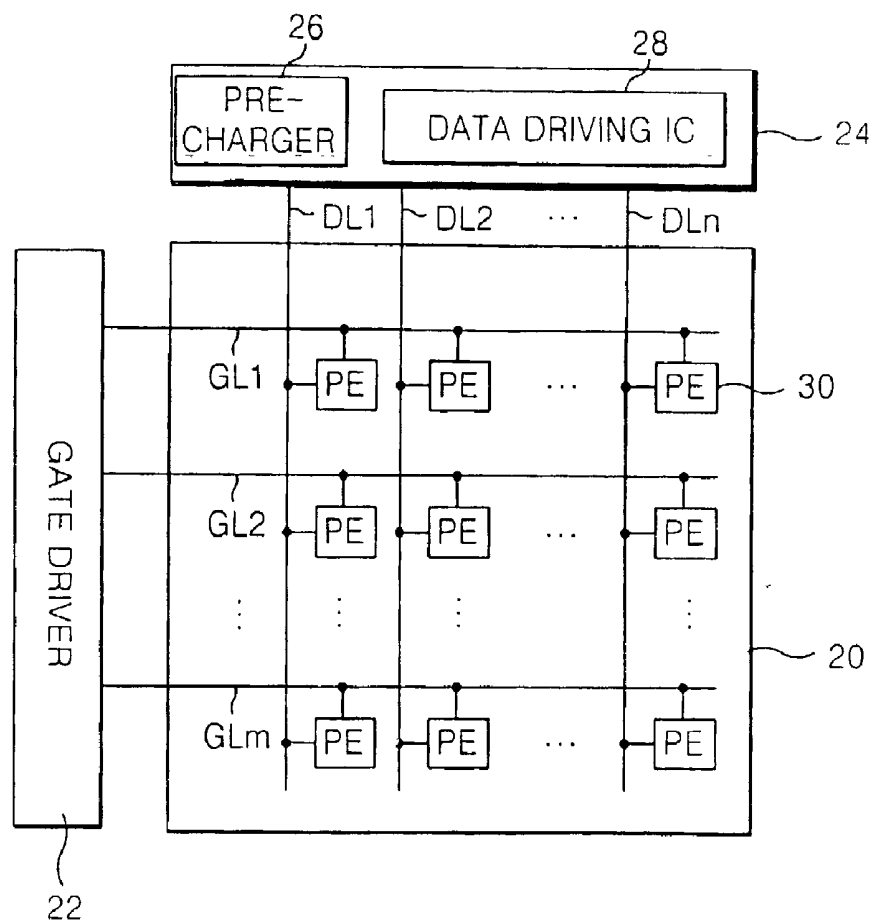 26
28
PRE-
CHARGER
DATA DRIVING IC
24
DL1 DL2 ... DLn
GATE DRIVER
GL1 PE PE ... PE 30
GL2 PE PE ... PE
⋮ ⋮ ⋮ ⋮
20
GLm PE PE ... PE
22